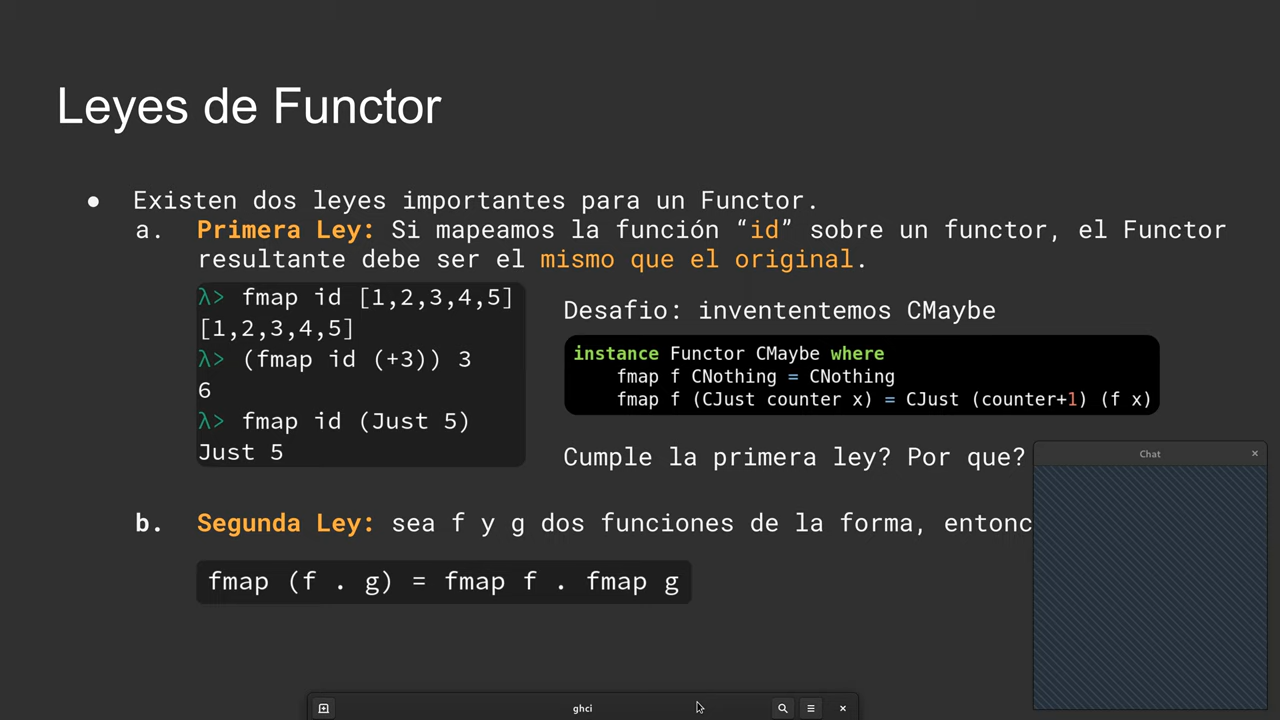 Leyes de Functor
● Existen dos leyes importantes para un Functor.
a. Primera Ley: Si mapeamos la función “id” sobre un functor, el Functor
resultante debe ser el mismo que el original.
λ> fmap id [1,2,3,4,5]
[1,2,3,4,5]
λ> (fmap id (+3)) 3
6
λ> fmap id (Just 5)
Just 5
Desafio: invententemos CMaybe
instance Functor CMaybe where
fmap f CNothing = CNothing
fmap f (CJust counter x) = CJust (counter+1) (f x)
Cumple la primera ley? Por que?
b. Segunda Ley: sea f y g dos funciones de la forma, entonc
fmap (f . g) = fmap f . fmap g
Chat
ghci